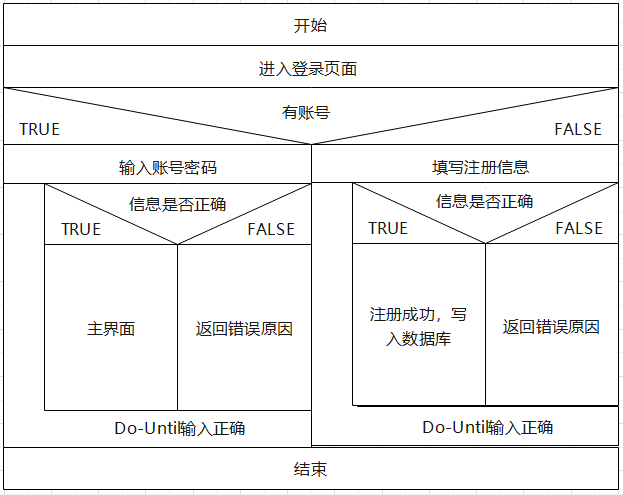 开始
进入登录页面
有账号
TRUE
FALSE
输入账号密码
填写注册信息
信息是否正确
TRUE
FALSE
信息是否正确
TRUE
FALSE
主界面
返回错误原因
注册成功，写
入数据库
返回错误原因
Do-Until输入正确
Do-Until输入正确
结束